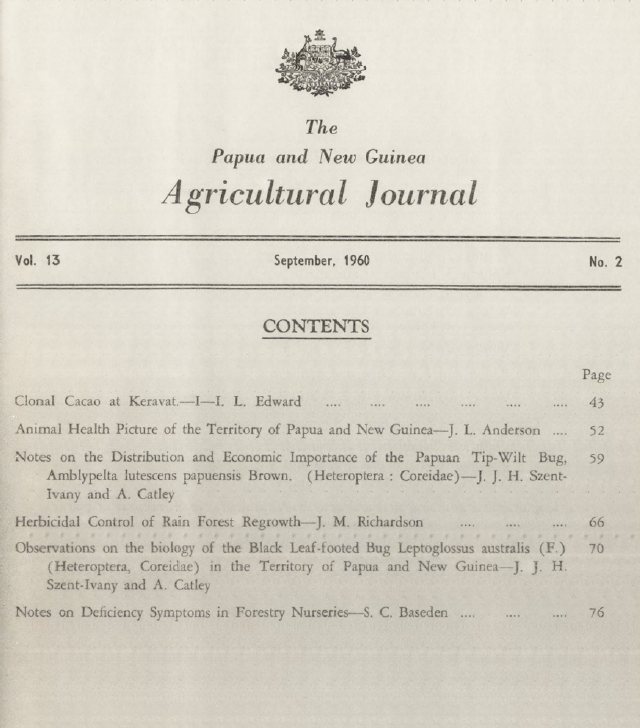 The
Papua and New Guinea
Agricultural Journal
Vol. 13 September, 1960 No. 2
CONTENTS
Page
Clonal Cacao at Keravat.—I—I. L. Edward .... .... .... .... .... .... 43
Animal Health Picture of the Territory of Papua and New Guinea—J. L. Anderson .... 52
Notes on the Distribution and Economic Importance of the Papuan Tip-Wilt Bug, 59
Amblypelta lutescens papuensis Brown. (Heteroptera : Coreidae)—J. J. H. Szent-
Ivany and A. Catley
Herbicidal Control of Rain Forest Regrowth—J. M. Richardson .... .... .... 66
Observations on the biology of the Black Leaf-footed Bug Leptoglossus australis (F.) 70
(Heteroptera, Coreidae) in the Territory of Papua and New Guinea—J. J. H.
Szent-Ivany and A. Catley
Notes on Deficiency Symptoms in Forestry Nurseries—S. C. Baseden .... .... .... 76